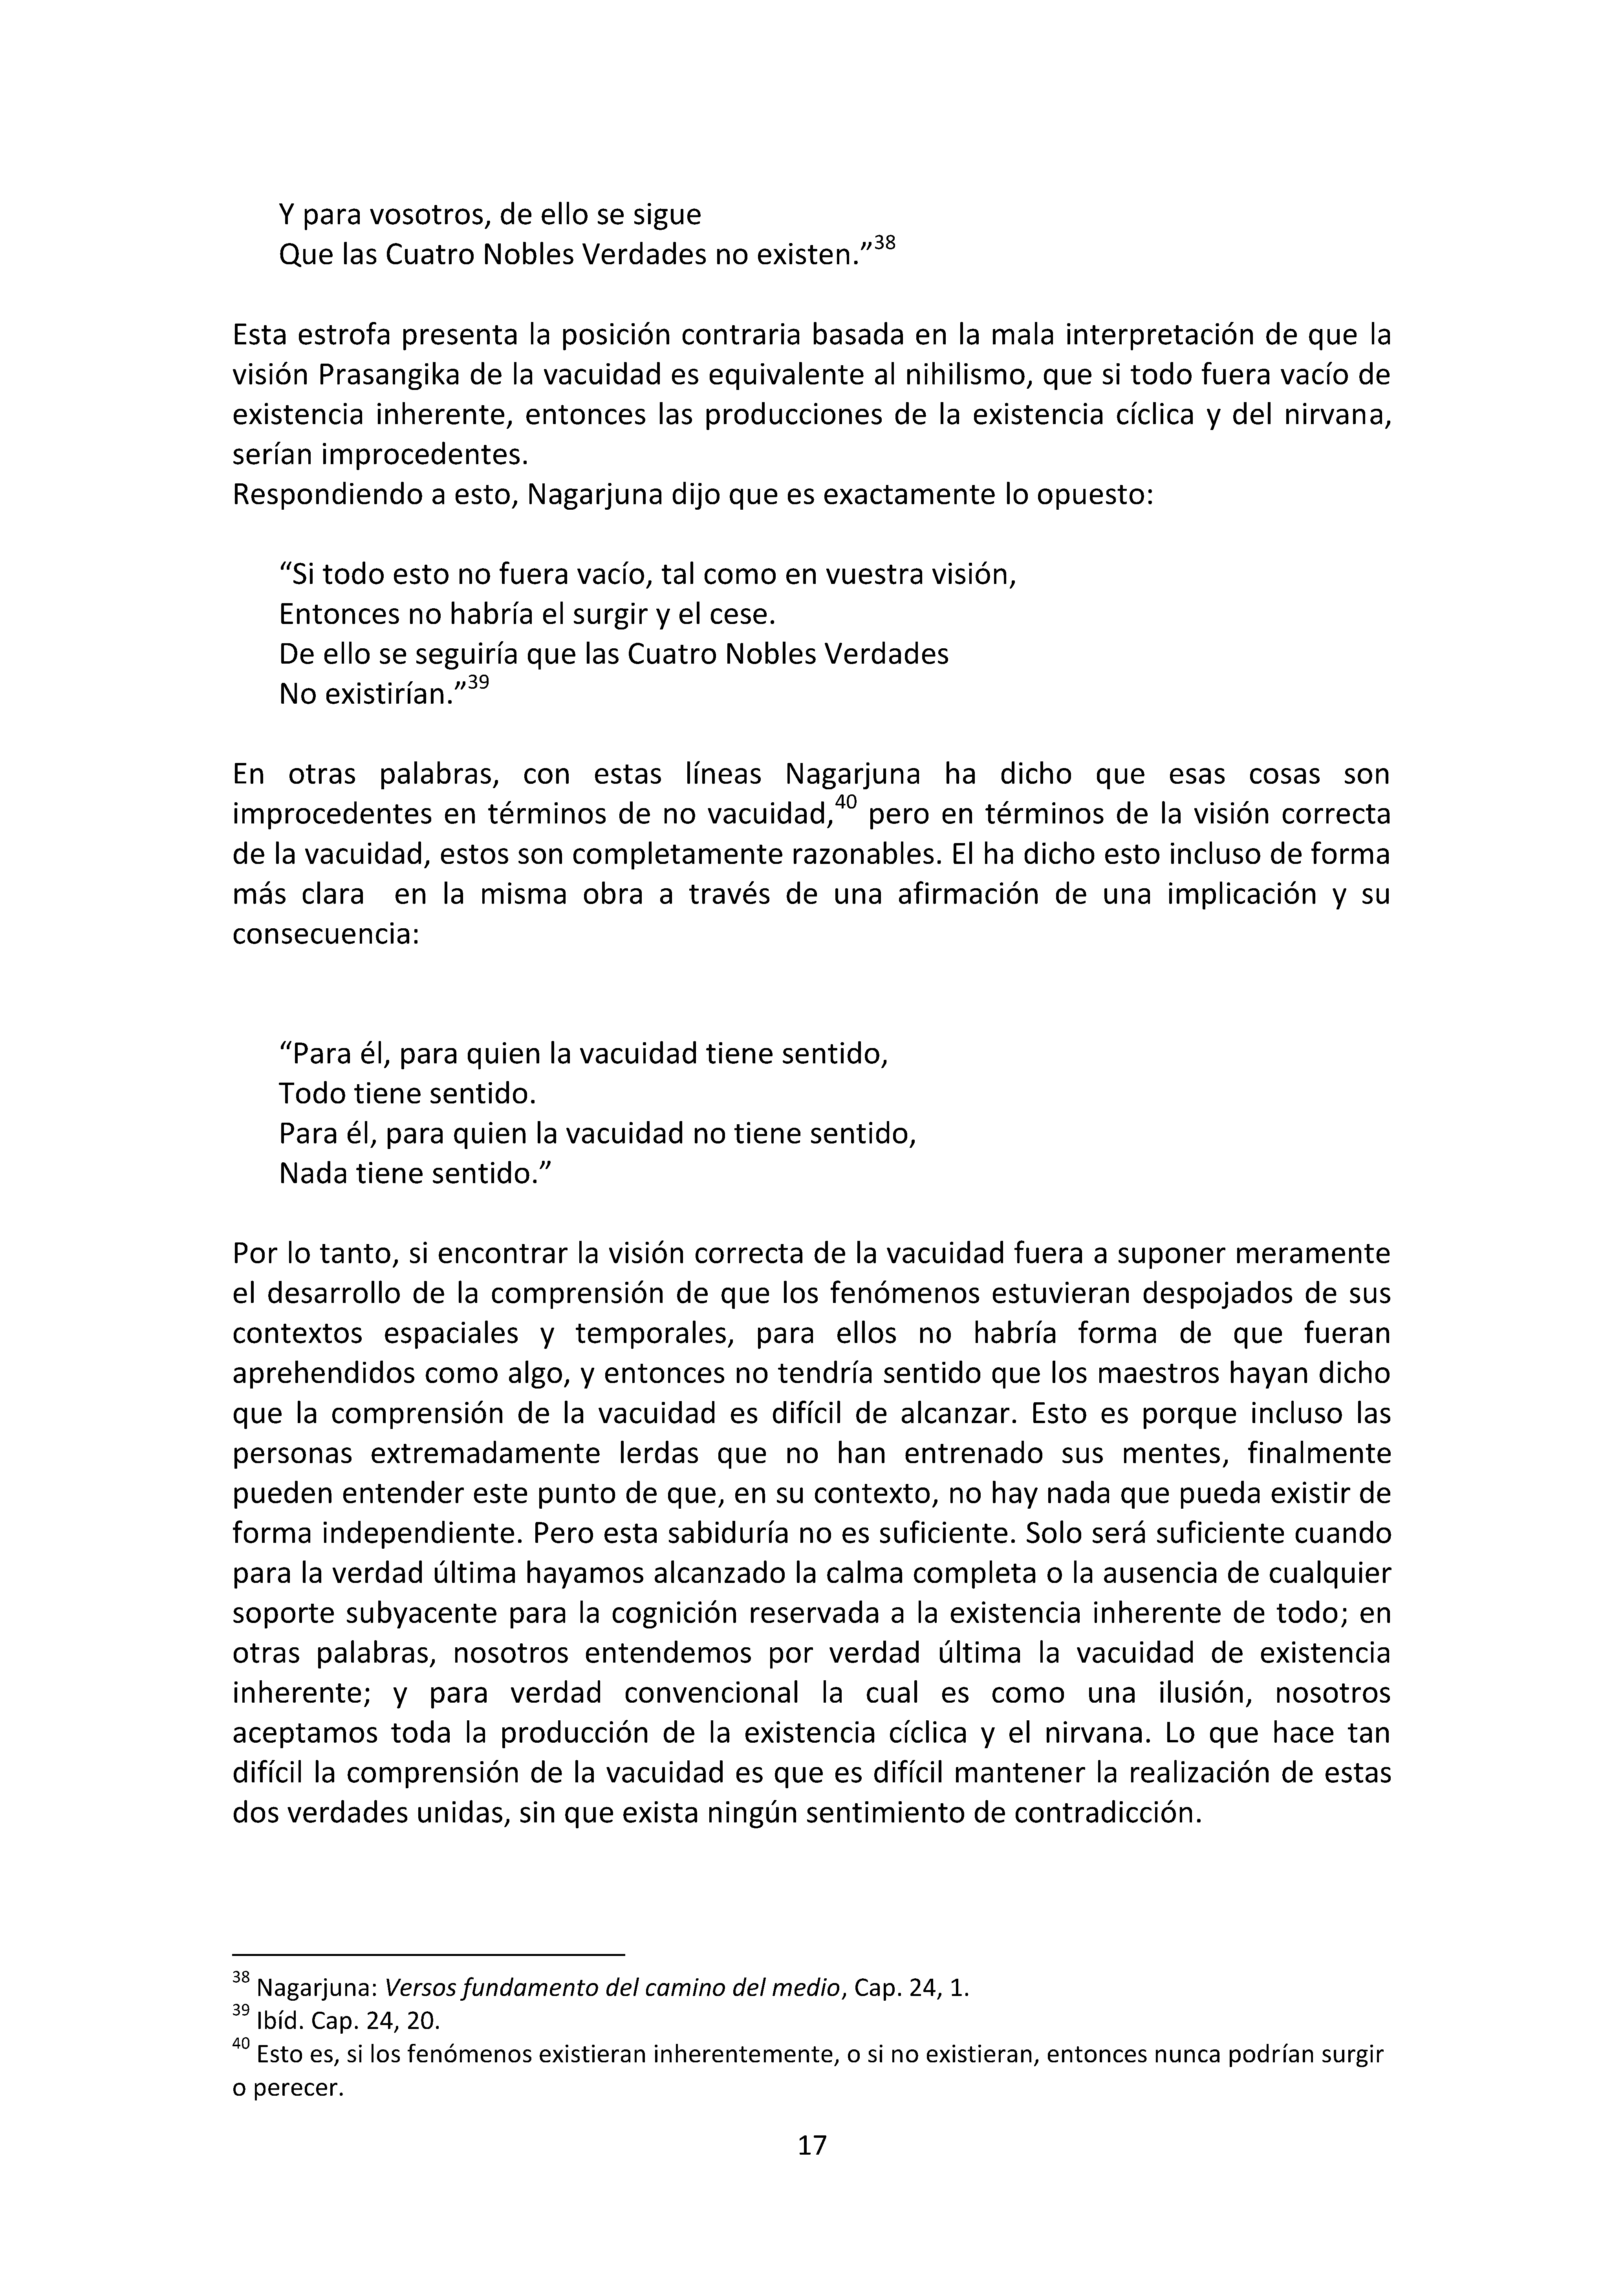 Y para vosotros, de ello se sigue
Que las Cuatro Nobles Verdades no existen.”38
Esta estrofa presenta la posición contraria basada en la mala interpretación de que la
visión Prasangika de la vacuidad es equivalente al nihilismo, que si todo fuera vacío de
existencia inherente, entonces las producciones de la existencia cíclica y del nirvana,
serían improcedentes.
Respondiendo a esto, Nagarjuna dijo que es exactamente lo opuesto:
“Si todo esto no fuera vacío, tal como en vuestra visión,
Entonces no habría el surgir y el cese.
De ello se seguiría que las Cuatro Nobles Verdades
No existirían.”39
En otras palabras, con estas líneas Nagarjuna ha dicho que esas cosas son
improcedentes en términos de no vacuidad,40 pero en términos de la visión correcta
de la vacuidad, estos son completamente razonables. El ha dicho esto incluso de forma
más clara en la misma obra a través de una afirmación de una implicación y su
consecuencia:
“Para él, para quien la vacuidad tiene sentido,
Todo tiene sentido.
Para él, para quien la vacuidad no tiene sentido,
Nada tiene sentido.”
Por lo tanto, si encontrar la visión correcta de la vacuidad fuera a suponer meramente
el desarrollo de la comprensión de que los fenómenos estuvieran despojados de sus
contextos espaciales y temporales, para ellos no habría forma de que fueran
aprehendidos como algo, y entonces no tendría sentido que los maestros hayan dicho
que la comprensión de la vacuidad es difícil de alcanzar. Esto es porque incluso las
personas extremadamente lerdas que no han entrenado sus mentes, finalmente
pueden entender este punto de que, en su contexto, no hay nada que pueda existir de
forma independiente. Pero esta sabiduría no es suficiente. Solo será suficiente cuando
para la verdad última hayamos alcanzado la calma completa o la ausencia de cualquier
soporte subyacente para la cognición reservada a la existencia inherente de todo; en
otras palabras, nosotros entendemos por verdad última la vacuidad de existencia
inherente; y para verdad convencional la cual es como una ilusión, nosotros
aceptamos toda la producción de la existencia cíclica y el nirvana. Lo que hace tan
difícil la comprensión de la vacuidad es que es difícil mantener la realización de estas
dos verdades unidas, sin que exista ningún sentimiento de contradicción.
38 Nagarjuna: Versos fundamento del camino del medio, Cap. 24, 1.
39 Ibíd. Cap. 24, 20.
40 Esto es, si los fenómenos existieran inherentemente, o si no existieran, entonces nunca podrían surgir
o perecer.
17